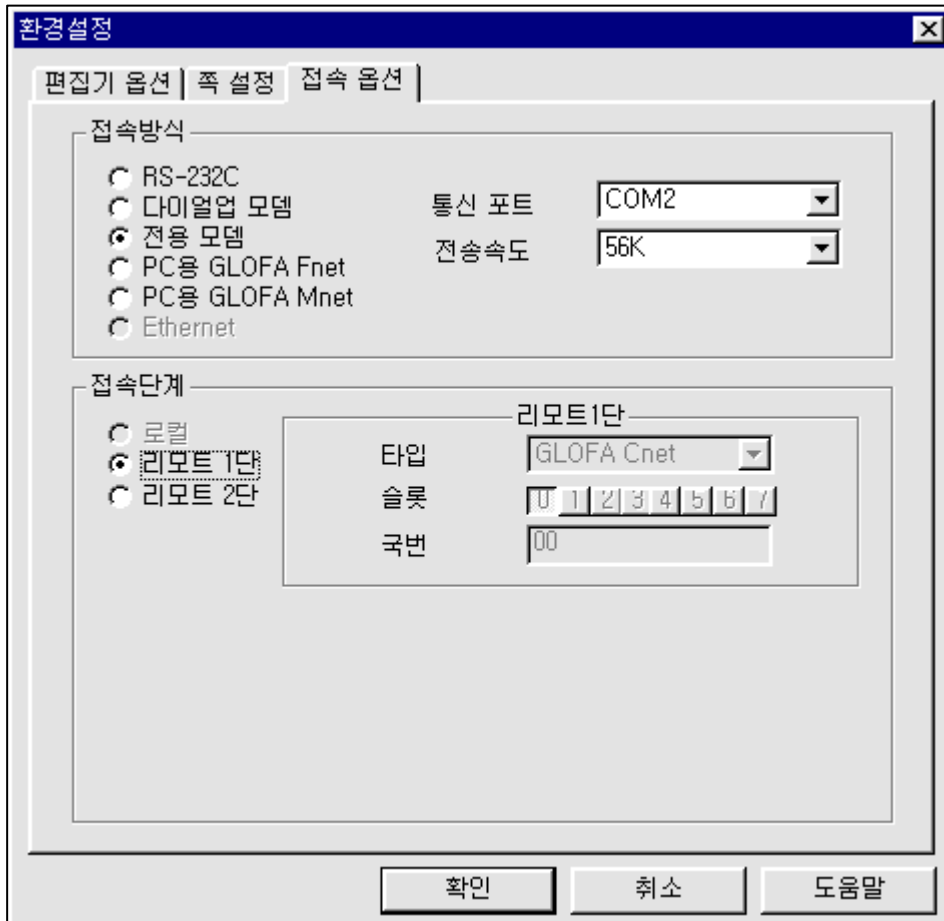 환경설정
편집기 옵션 쪽 설정 접속 옵션
접속방식
RS-232C
다이얼업 모뎀
전용 모뎀
PC용 GLOFA Fnet
PC용 GLOFA Mnet
Ethernet
통신 포트 COM2
전송속도 56K
접속단계
로컬
리모트 1단
리모트 2단
리모트1단
타입 GLOFA Cnet
슬롯 0 1 2 3 4 5 6 7
국번 00
확인 취소 도움말